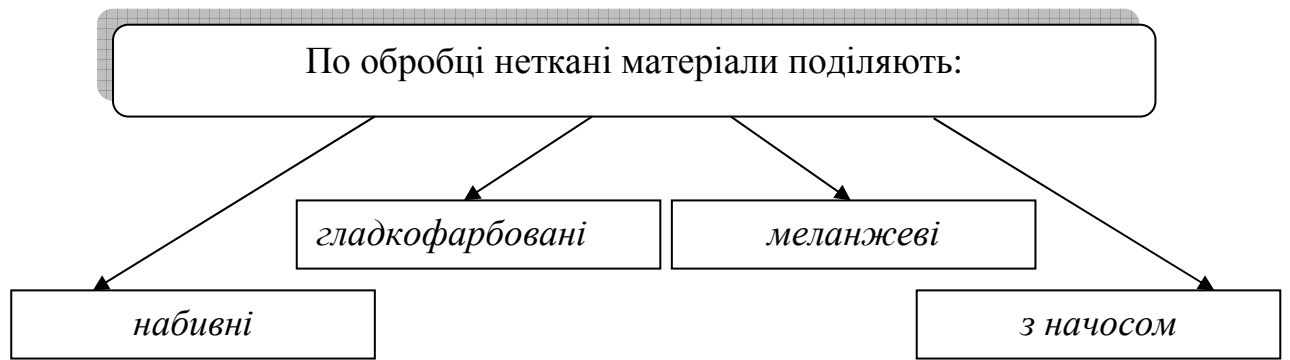 По обробці неткані матеріали поділяють:
гладкофарбовані
меланжеві
набивні
з начосом